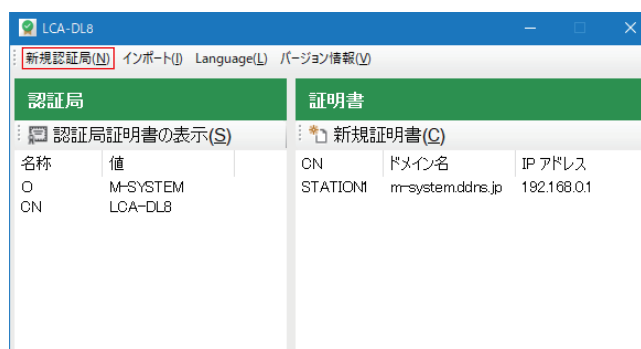 LCA-DL8
新規認証局(N) インポート(I) Language(L) バージョン情報(V)
認証局
認証局証明書の表示(S)
名称 値
O M-SYSTEM
CN LCA-DL8
証明書
新規証明書(C)
CN ドメイン名 IP アドレス
STATION1 m-system.ddns.jp 192.168.0.1